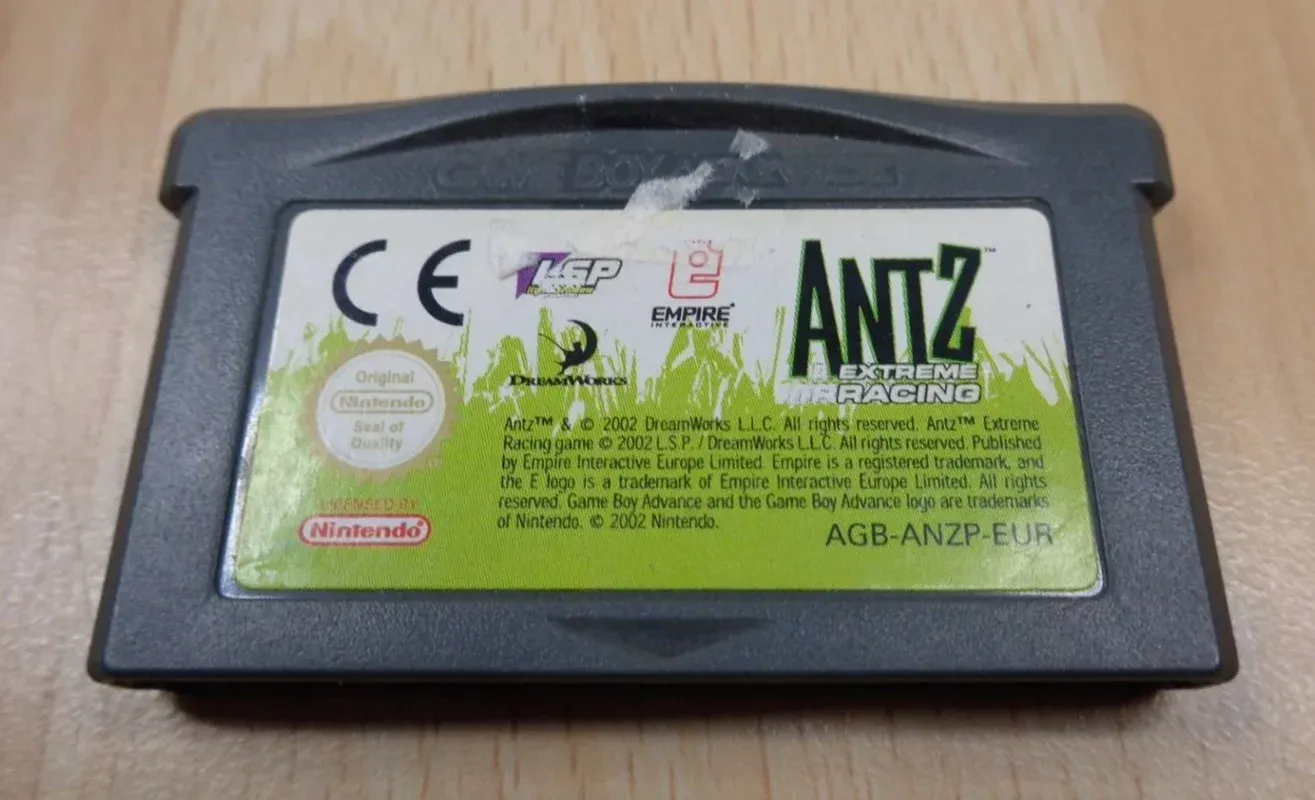 GAME BOY ADVANCE
CE
LSP
EMPIRE
INTERACTIVE
DREAMWORKS
ANTZ™
EXTREME
RACING
Original
Nintendo
Seal of
Quality
LICENSED BY
Nintendo
Antz™ & © 2002 DreamWorks L.L.C. All rights reserved. Antz™ Extreme
Racing game © 2002 L.S.P. / DreamWorks L.L.C. All rights reserved. Published
by Empire Interactive Europe Limited. Empire is a registered trademark, and
the E logo is a trademark of Empire Interactive Europe Limited. All rights
reserved. Game Boy Advance and the Game Boy Advance logo are trademarks
of Nintendo. © 2002 Nintendo.
AGB-ANZP-EUR